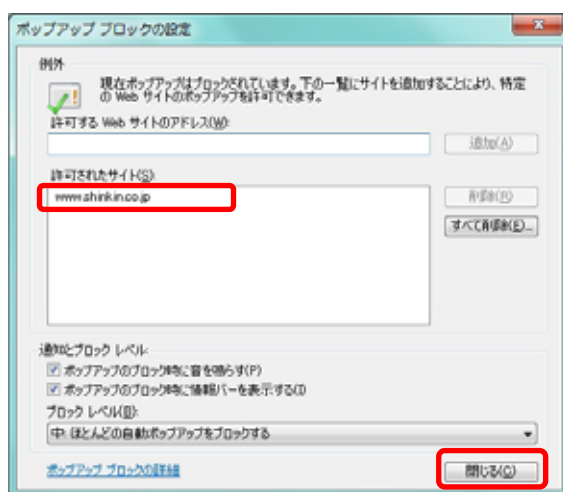 ポップアップ ブロックの設定
例外
現在ポップアップはブロックされています。下の一覧にサイトを追加することにより、特定
の Web サイトのポップアップを許可できます。
許可する Web サイトのアドレス(W):
追加(A)
許可されたサイト(S):
www.shinkin.co.jp
削除(R)
すべて削除(E)...
通知とブロック レベル:
ポップアップのブロック時に音を鳴らす(P)
ポップアップのブロック時に情報バーを表示する(I)
ブロック レベル(B):
中: ほとんどの自動ポップアップをブロックする
ポップアップ ブロックの詳細
閉じる(C)